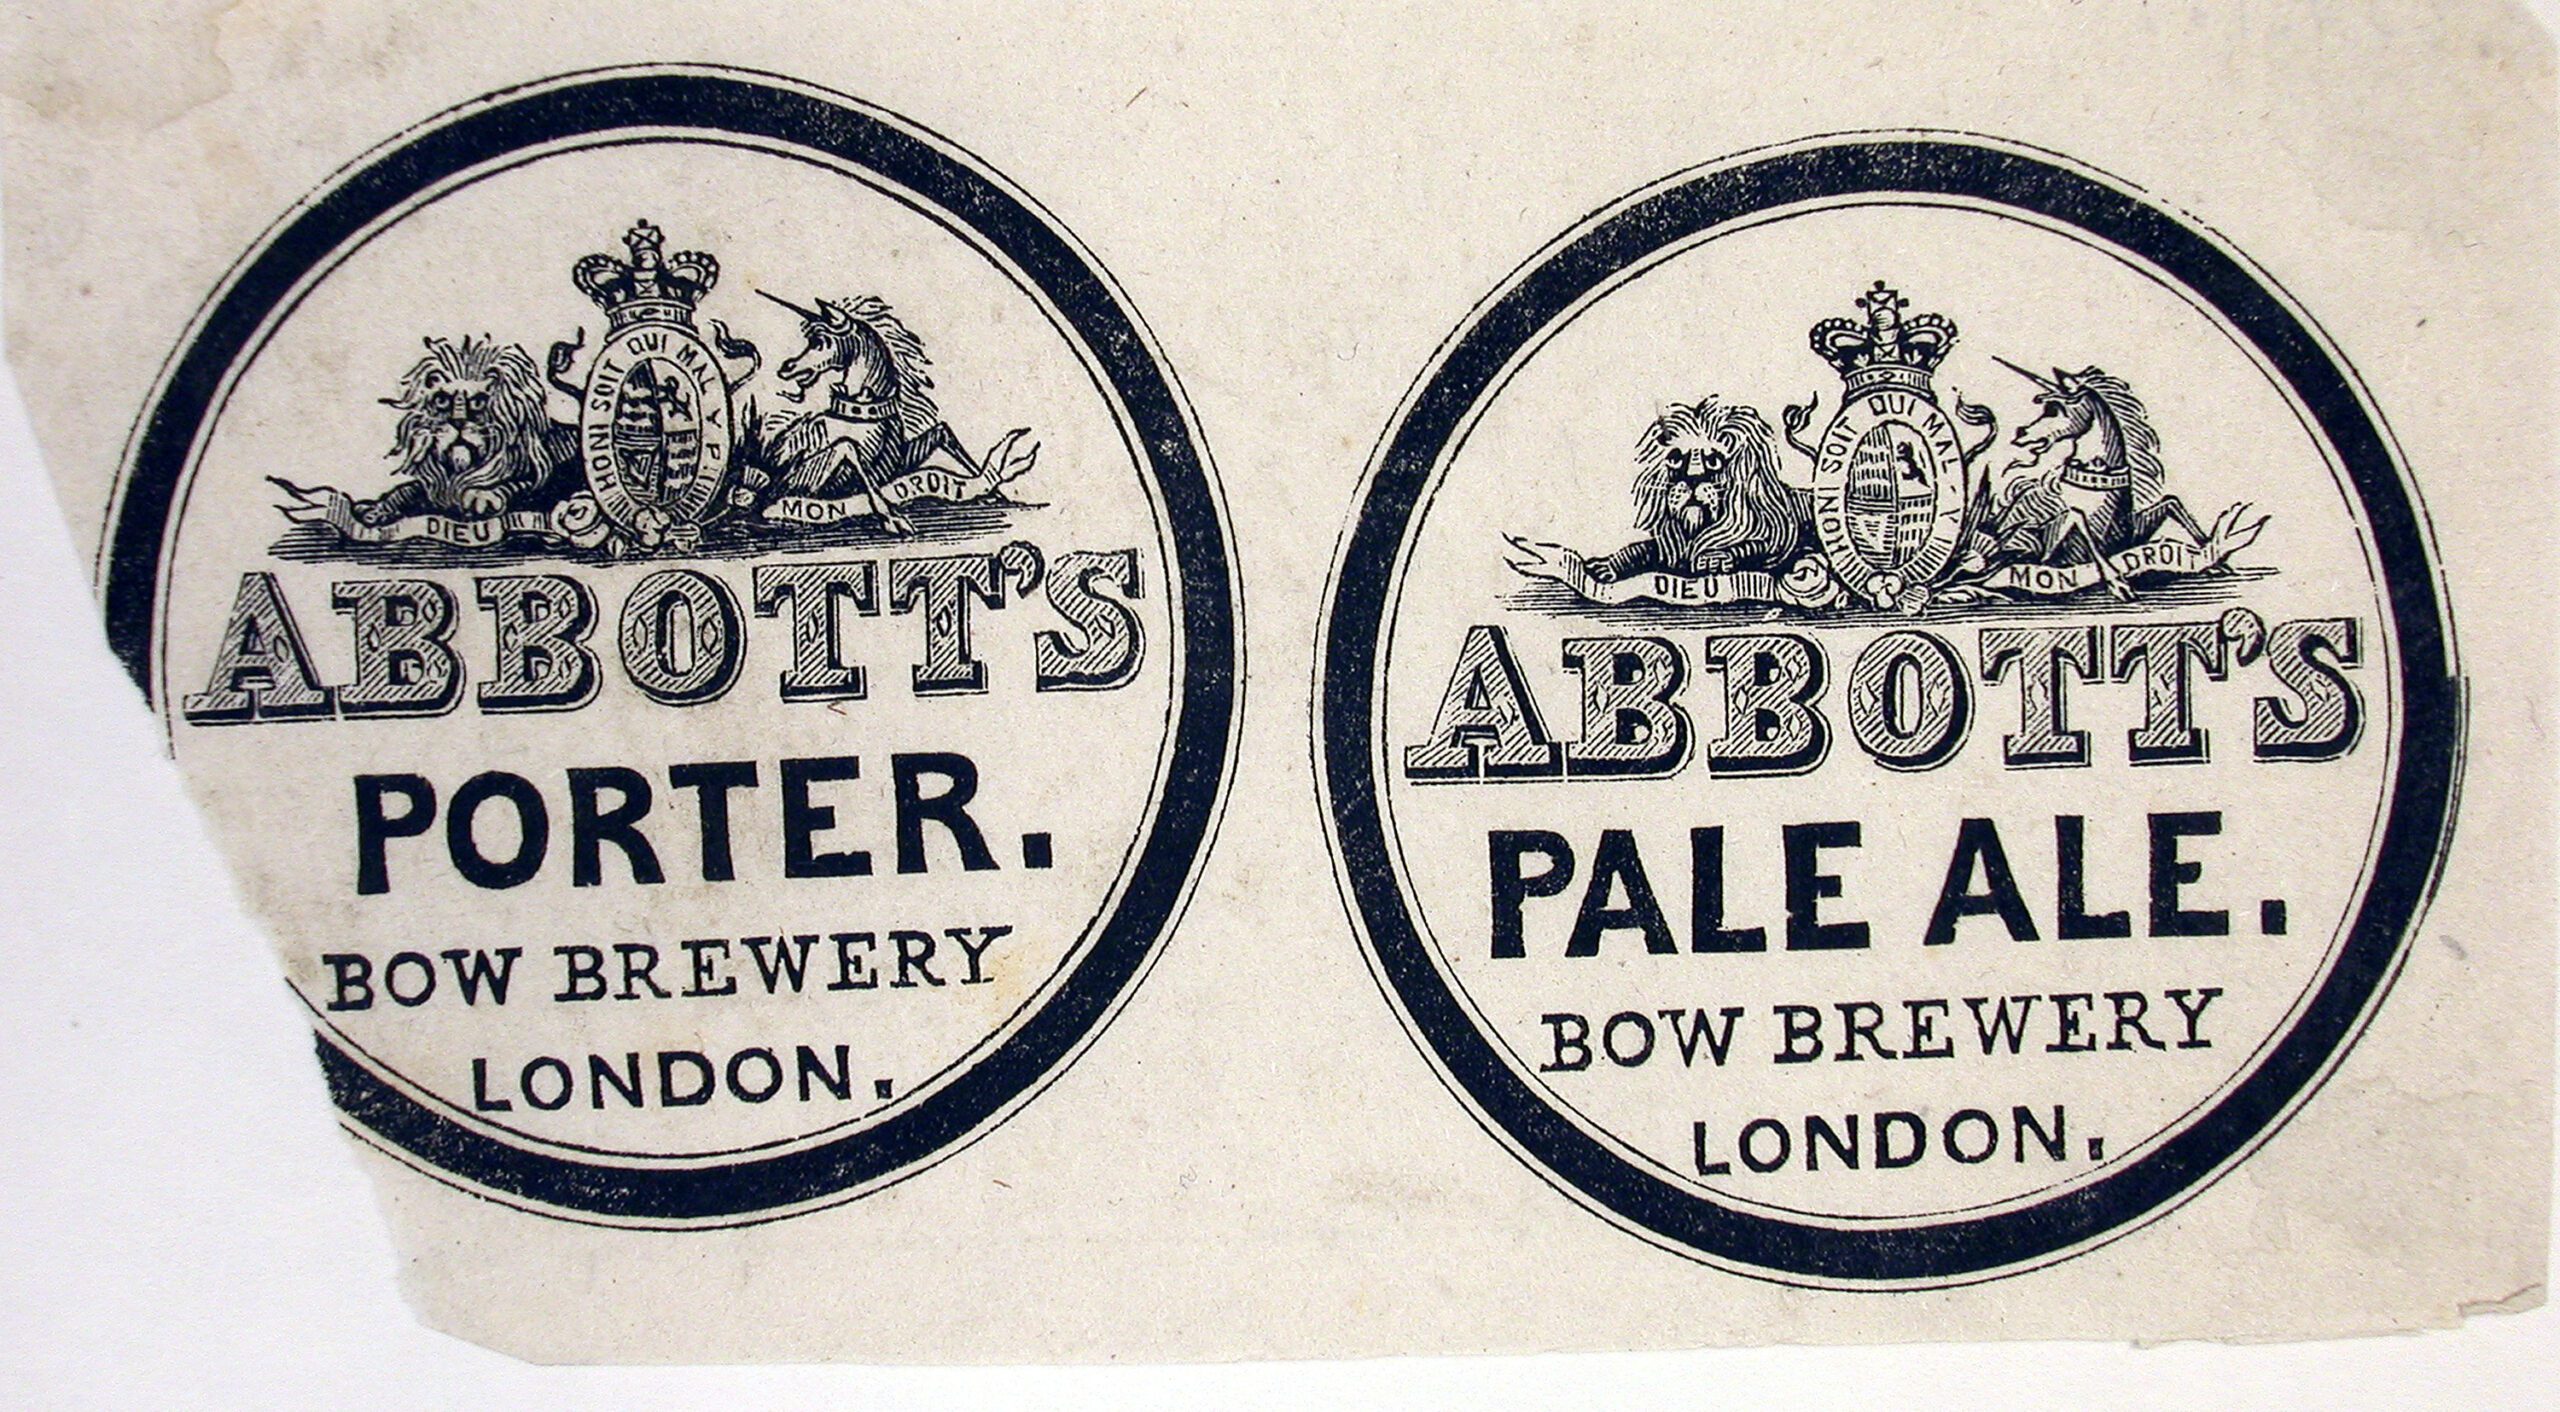 HONI SOIT QUI MAL Y P
DIEU
MON DROIT
ABBOTT'S
PORTER.
BOW BREWERY
LONDON.
HONI SOIT QUI MAL Y
DIEU
MON DROIT
ABBOTT'S
PALE ALE.
BOW BREWERY
LONDON.